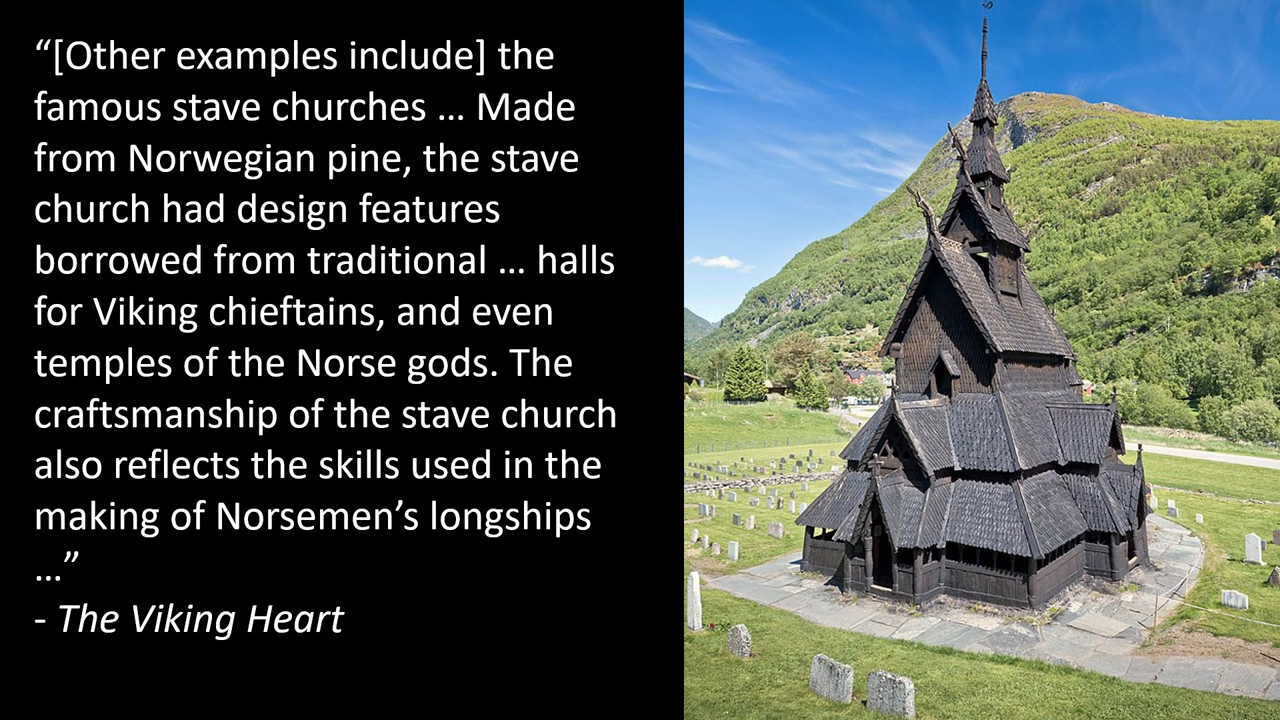 “[Other examples include] the
famous stave churches … Made
from Norwegian pine, the stave
church had design features
borrowed from traditional … halls
for Viking chieftains, and even
temples of the Norse gods. The
craftsmanship of the stave church
also reflects the skills used in the
making of Norsemen’s longships
…”
- The Viking Heart